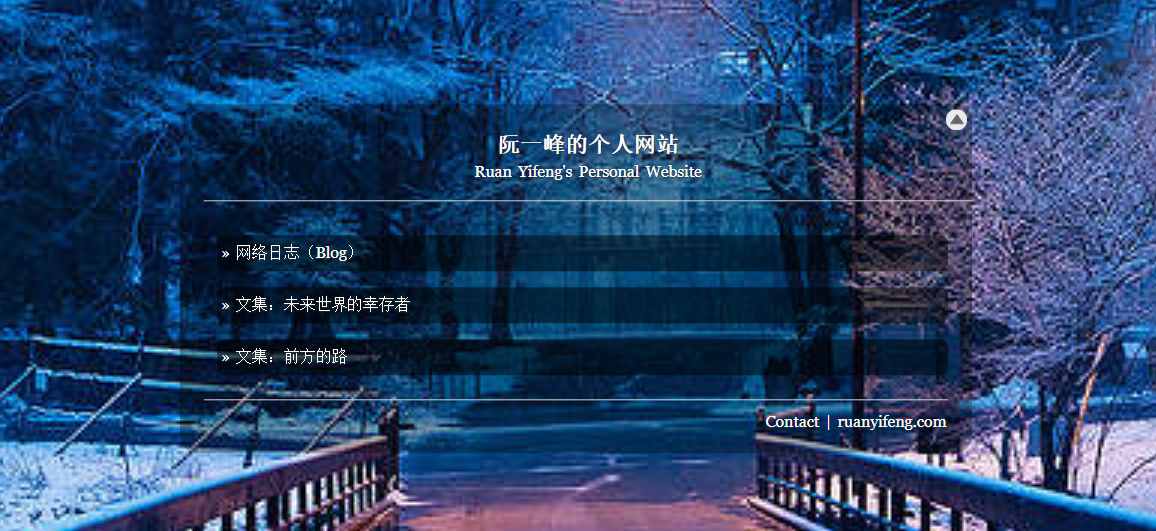 阮一峰的个人网站
Ruan Yifeng's Personal Website
» 网络日志（Blog）
» 文集：未来世界的幸存者
» 文集：前方的路
Contact | ruanyifeng.com